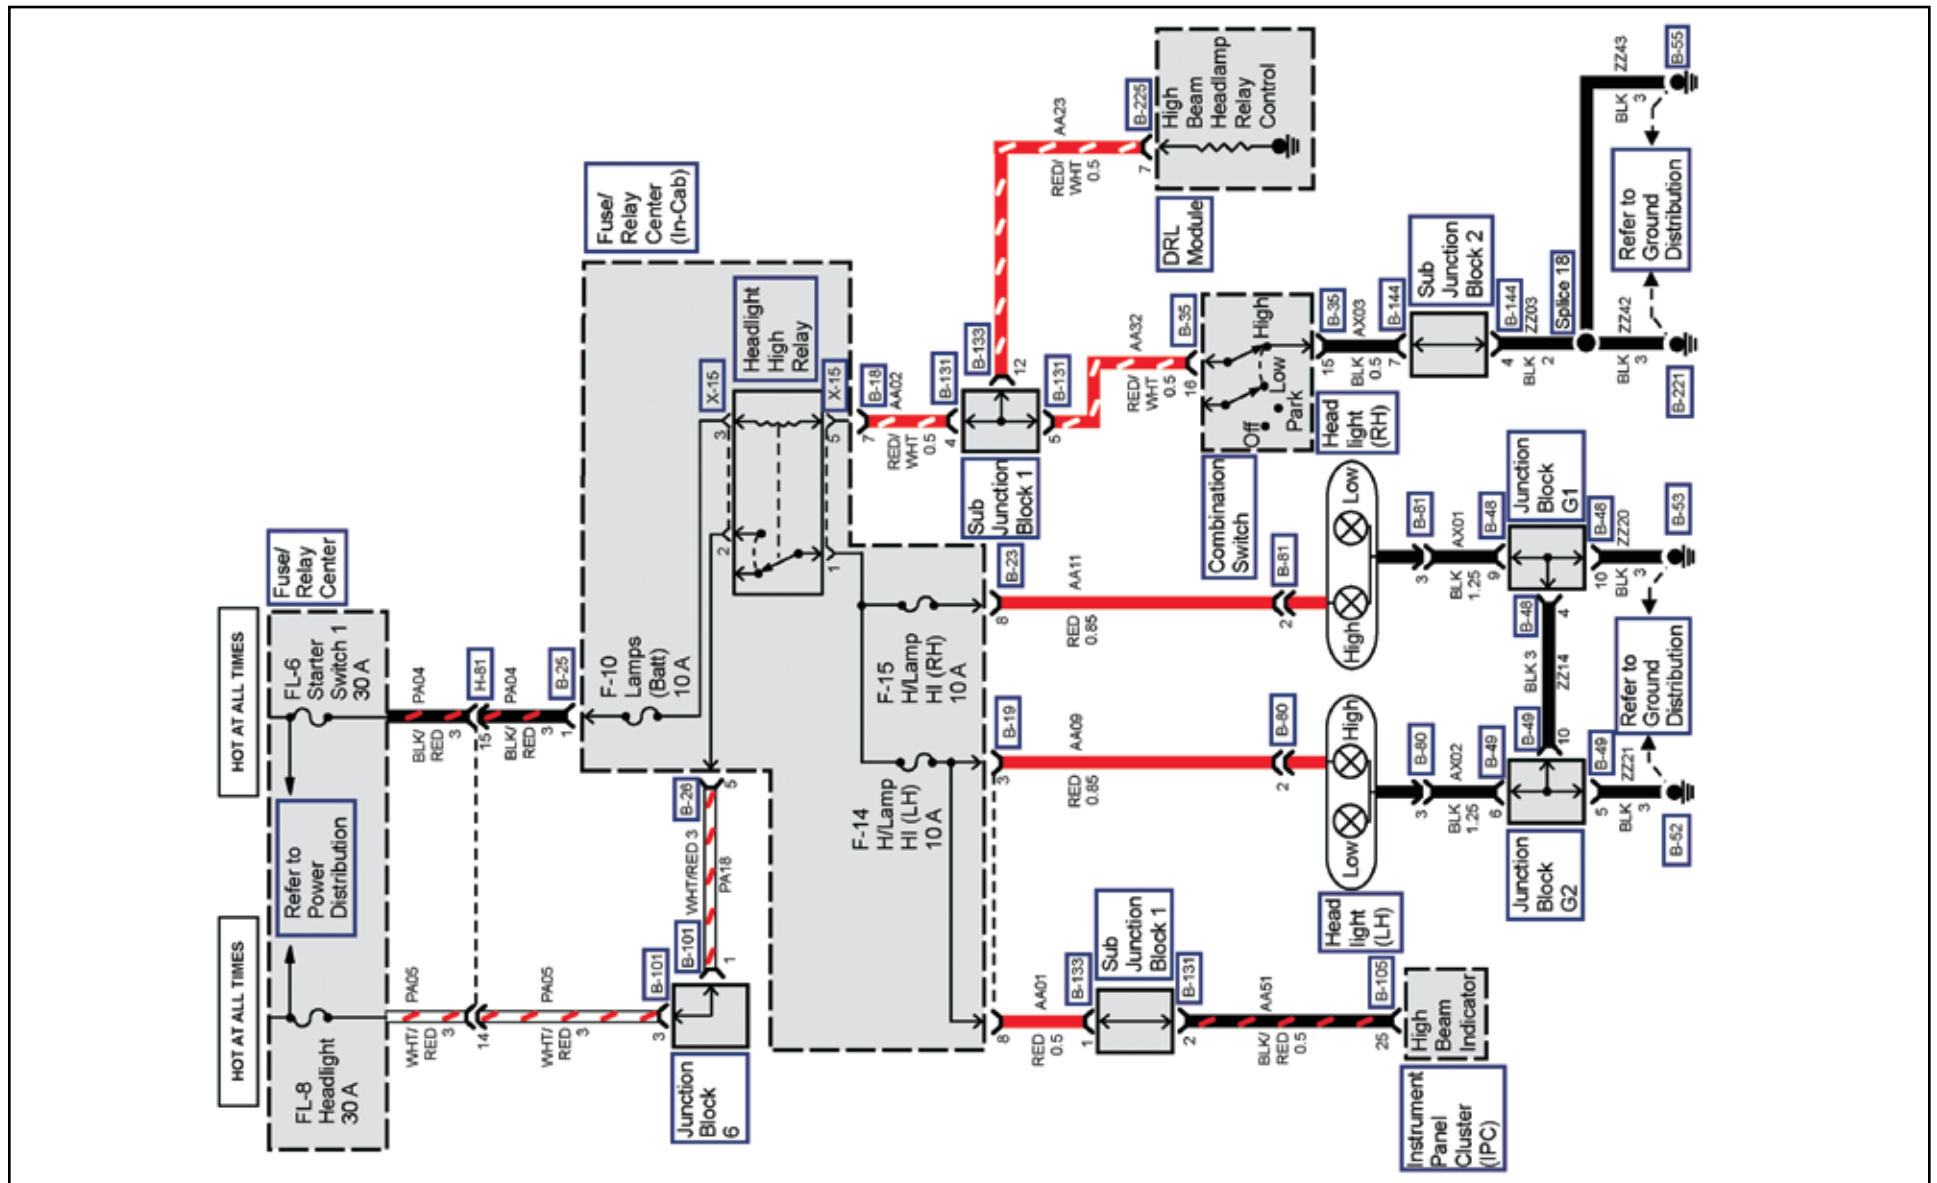 HOT AT ALL TIMES
HOT AT ALL TIMES
FL-8
Headlight
30 A
Refer to
Power
Distribution
FL-6
Starter
Switch 1
30 A
Fuse/
Relay
Center
WHT/
RED
3
PA05
14
WHT/
RED
3
PA05
3
B-101
BLK/
RED
3
PA04
15
H-81
BLK/
RED
3
PA04
1
B-25
Junction
Block
6
B-101
1
WHT/RED 3
PA18
B-26
5
F-10
Lamps
(Batt)
10 A
Fuse/
Relay
Center
(In-Cab)
X-15
3
2
Headlight
High
Relay
X-15
5
1
F-14
H/Lamp
HI (LH)
10 A
F-15
H/Lamp
HI (RH)
10 A
7
B-18
RED/
WHT
0.5
AA02
4
B-131
Sub
Junction
Block 1
B-133
12
5
B-131
RED/
WHT
0.5
AA23
7
B-225
High
Beam
Headlamp
Relay
Control
DRL
Module
RED/
WHT
0.5
AA32
16
B-35
Off
Park
Low
High
Combination
Switch
15
B-35
BLK
0.5
AX03
7
B-144
Sub
Junction
Block 2
4
B-144
BLK
2
ZZ03
Splice 18
BLK
3
ZZ42
B-221
BLK
3
ZZ43
B-55
Refer to
Ground
Distribution
8
B-23
RED
0.85
AA11
2
B-81
High
Low
Head
light
(RH)
3
B-81
BLK
1.25
AX01
9
B-48
Junction
Block
G1
B-48
4
10
B-48
BLK
3
ZZ20
B-53
BLK 3
ZZ14
3
B-19
RED
0.85
AA09
2
B-80
Low
High
Head
light
(LH)
3
B-80
BLK
1.25
AX02
6
B-49
Junction
Block
G2
B-49
10
5
B-49
BLK
3
ZZ21
B-52
Refer to
Ground
Distribution
8
RED
0.5
AA01
1
B-133
Sub
Junction
Block 1
2
B-131
BLK/
RED
0.5
AA51
25
B-105
High
Beam
Indicator
Instrument
Panel
Cluster
(IPC)